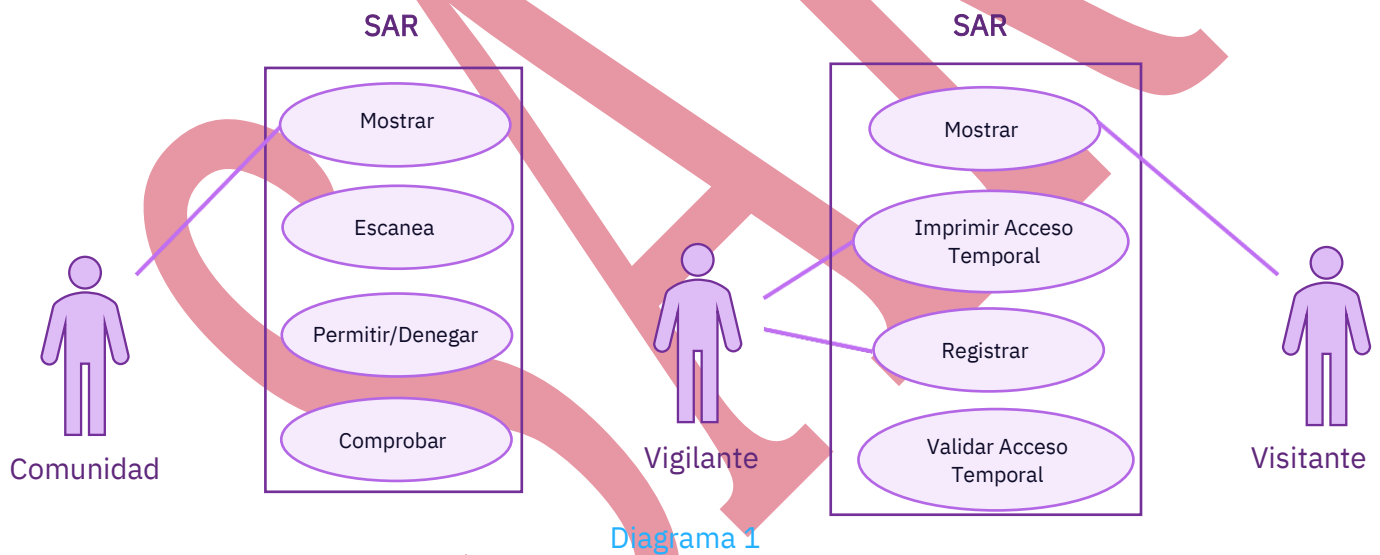 SAR
Mostrar
Escanea
Permitir/Denegar
Comprobar
Comunidad
Vigilante
SAR
Mostrar
Imprimir Acceso
Temporal
Registrar
Validar Acceso
Temporal
Visitante
Diagrama 1